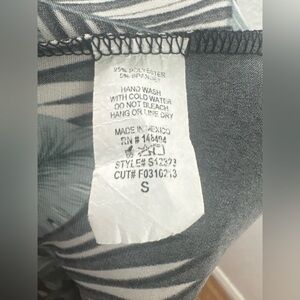 95% POLYESTER
5% SPANDEX
HAND WASH
WITH COLD WATER
DO NOT BLEACH
HANG OR LINE DRY
MADE IN MEXICO
RN # 148404
STYLE# S12323
CUT# F0310213
S